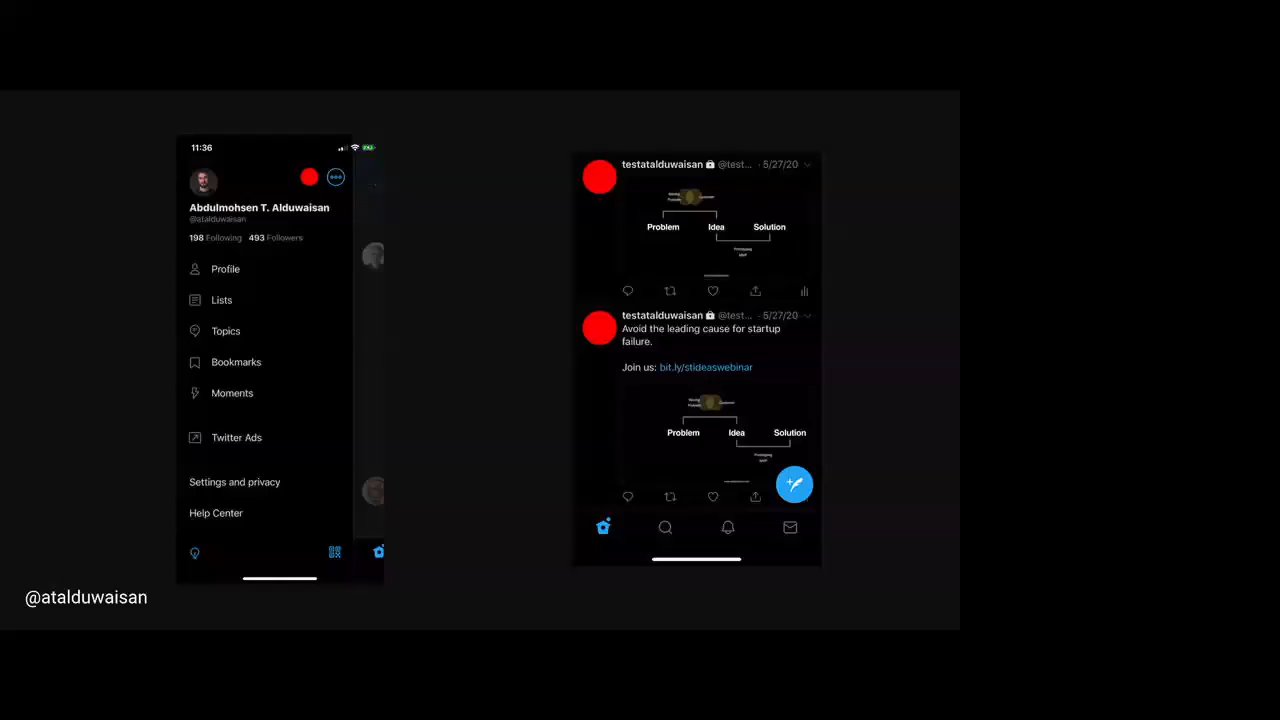 11:36
Abdulmohsen T. Alduwaisan
@atalduwaisan
198 Following 493 Followers
Profile
Lists
Topics
Bookmarks
Moments
Twitter Ads
Settings and privacy
Help Center
@atalduwaisan
testatalduwaisan @test... · 5/27/20
Problem Idea Solution
testatalduwaisan @test... · 5/27/20
Avoid the leading cause for startup
failure.
Join us: bit.ly/stideaswebinar
Problem Idea Solution